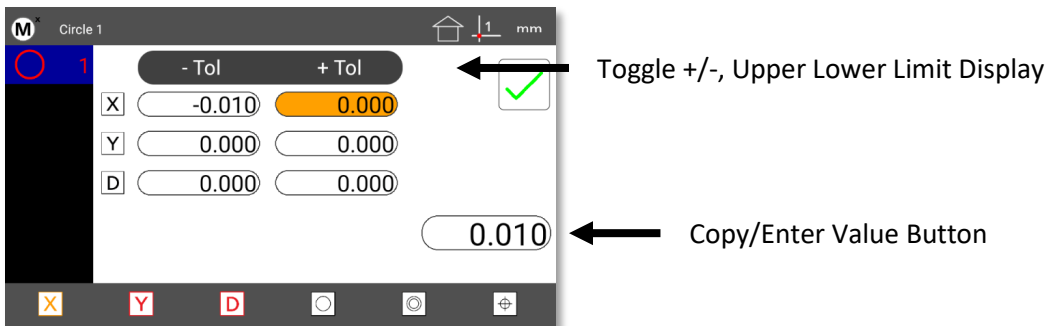 M x Circle 1 1 mm
1 - Tol + Tol
Toggle +/-, Upper Lower Limit Display
X -0.010 0.000
Y 0.000 0.000
D 0.000 0.000
0.010
Copy/Enter Value Button
X Y D